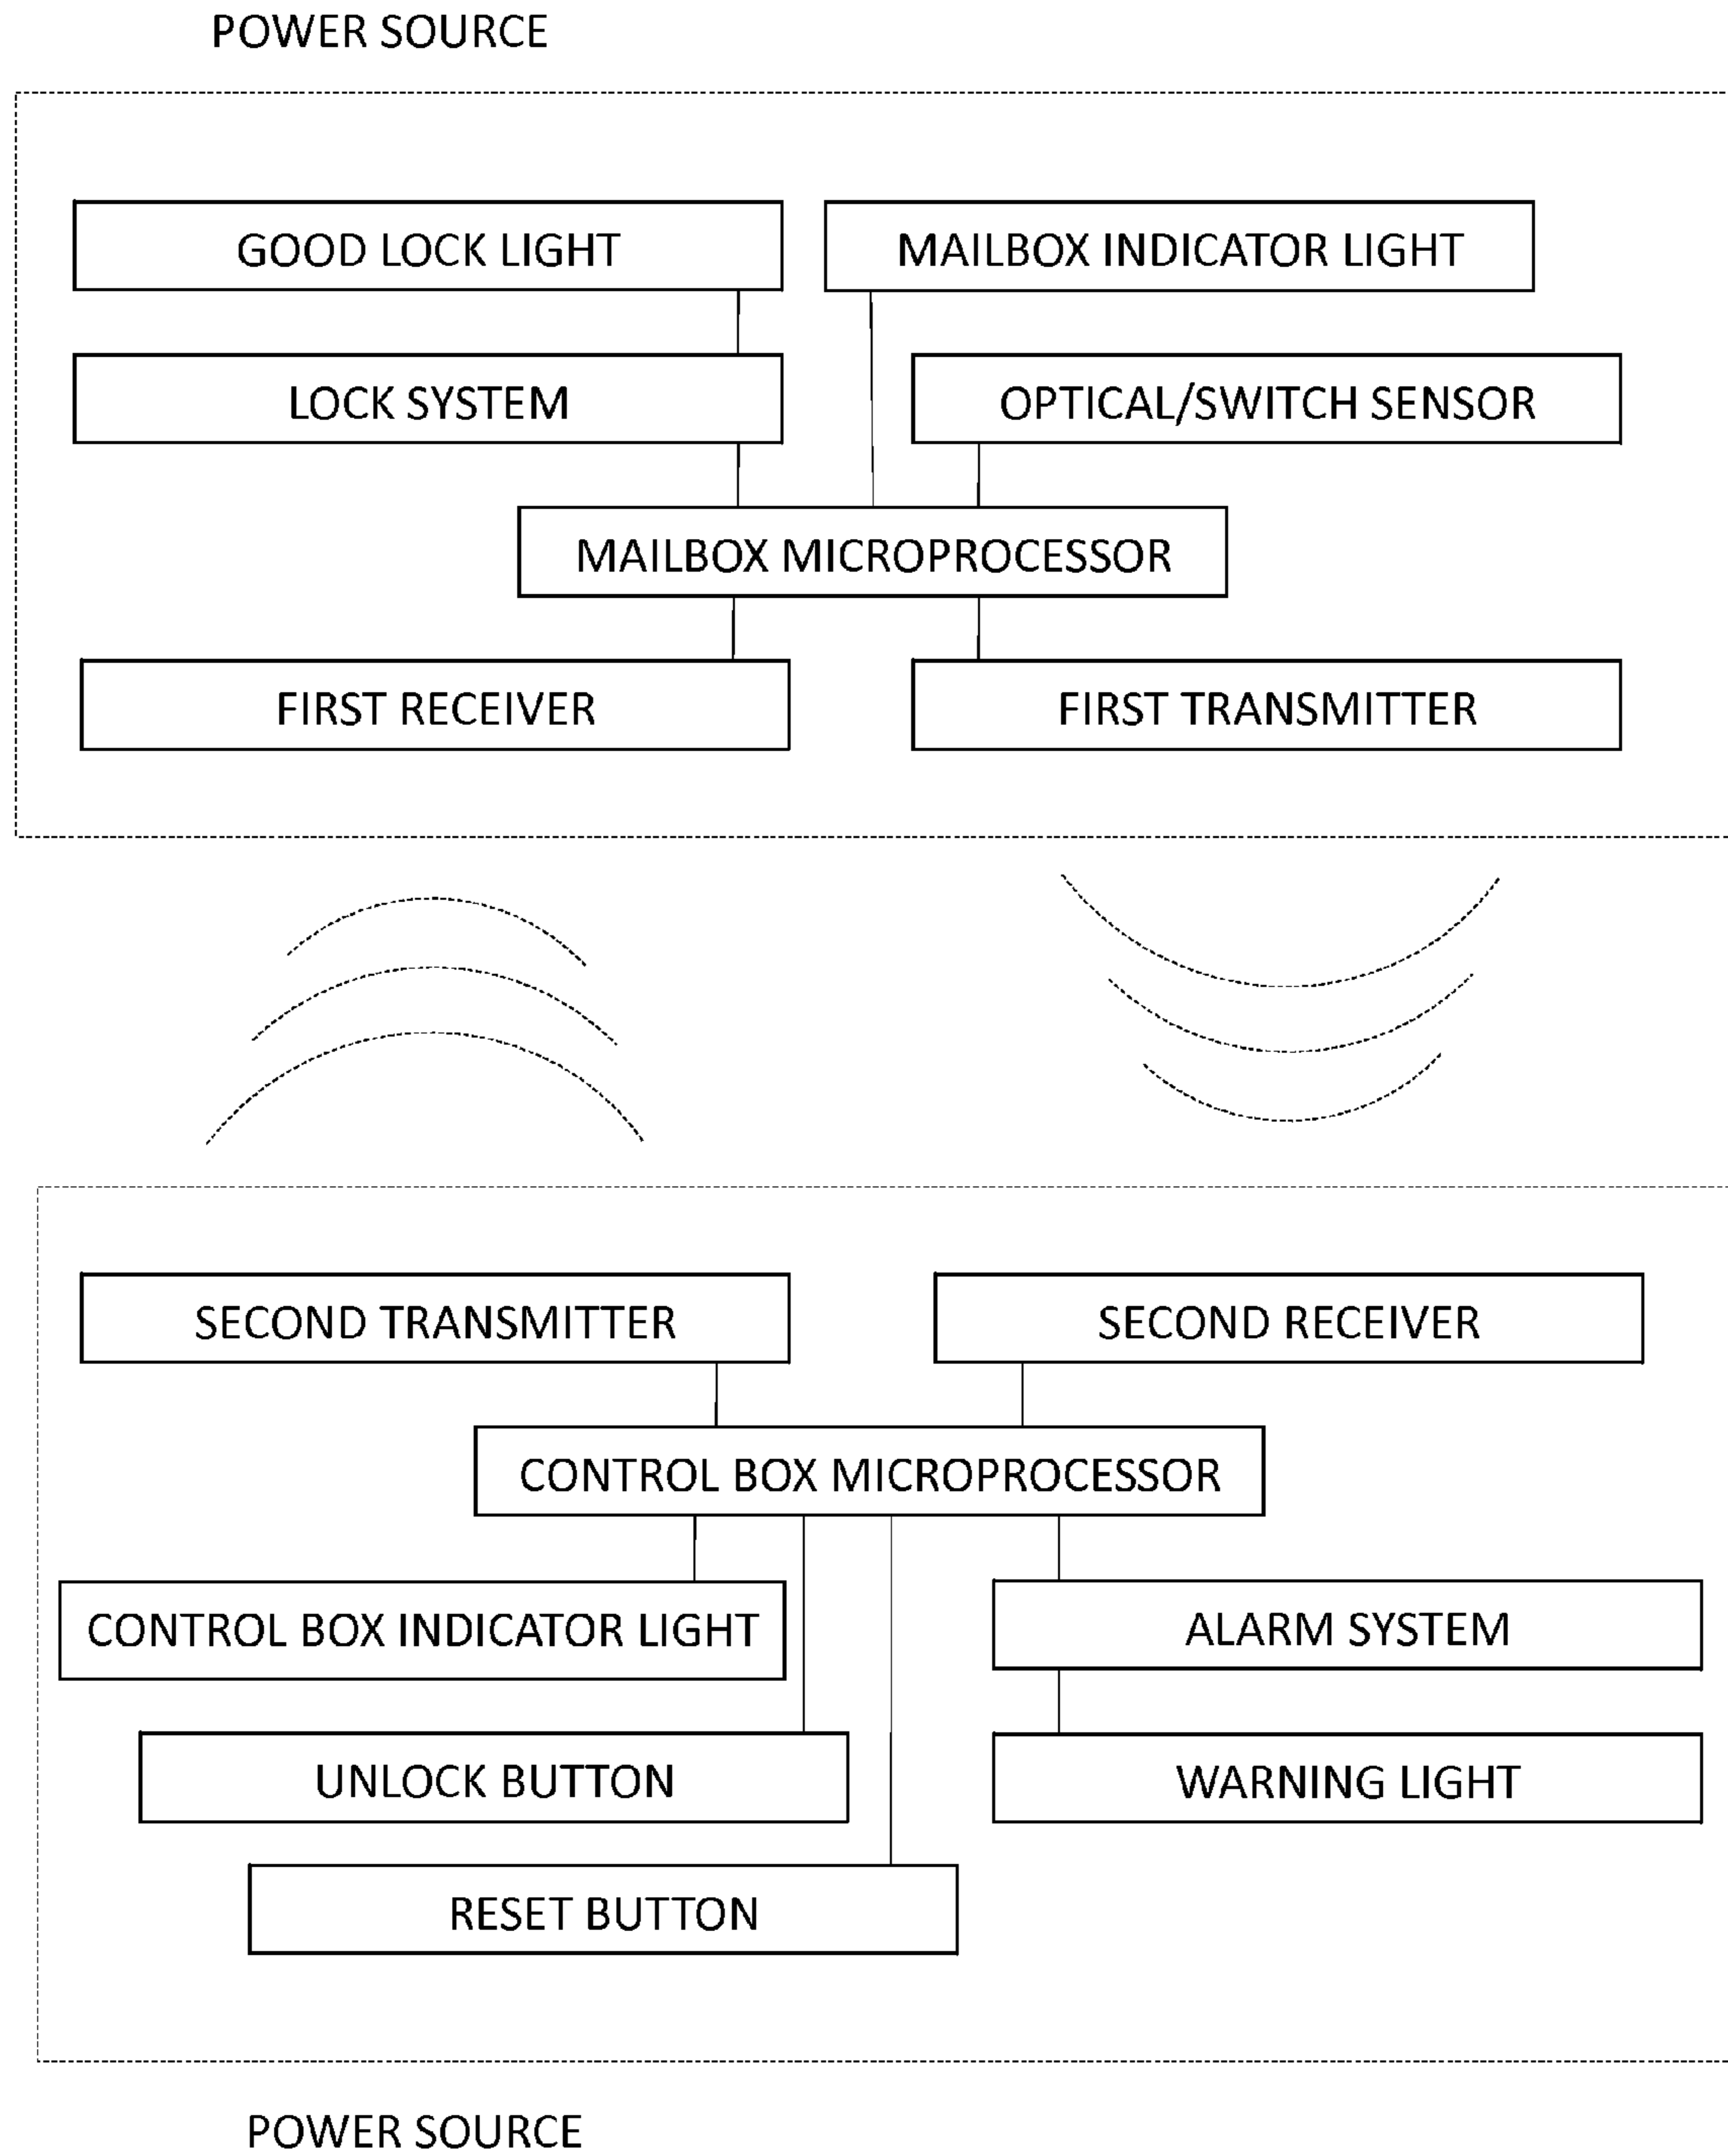 POWER SOURCE
GOOD LOCK LIGHT
MAILBOX INDICATOR LIGHT
LOCK SYSTEM
OPTICAL/SWITCH SENSOR
MAILBOX MICROPROCESSOR
FIRST RECEIVER
FIRST TRANSMITTER
SECOND TRANSMITTER
SECOND RECEIVER
CONTROL BOX MICROPROCESSOR
CONTROL BOX INDICATOR LIGHT
ALARM SYSTEM
UNLOCK BUTTON
WARNING LIGHT
RESET BUTTON
POWER SOURCE